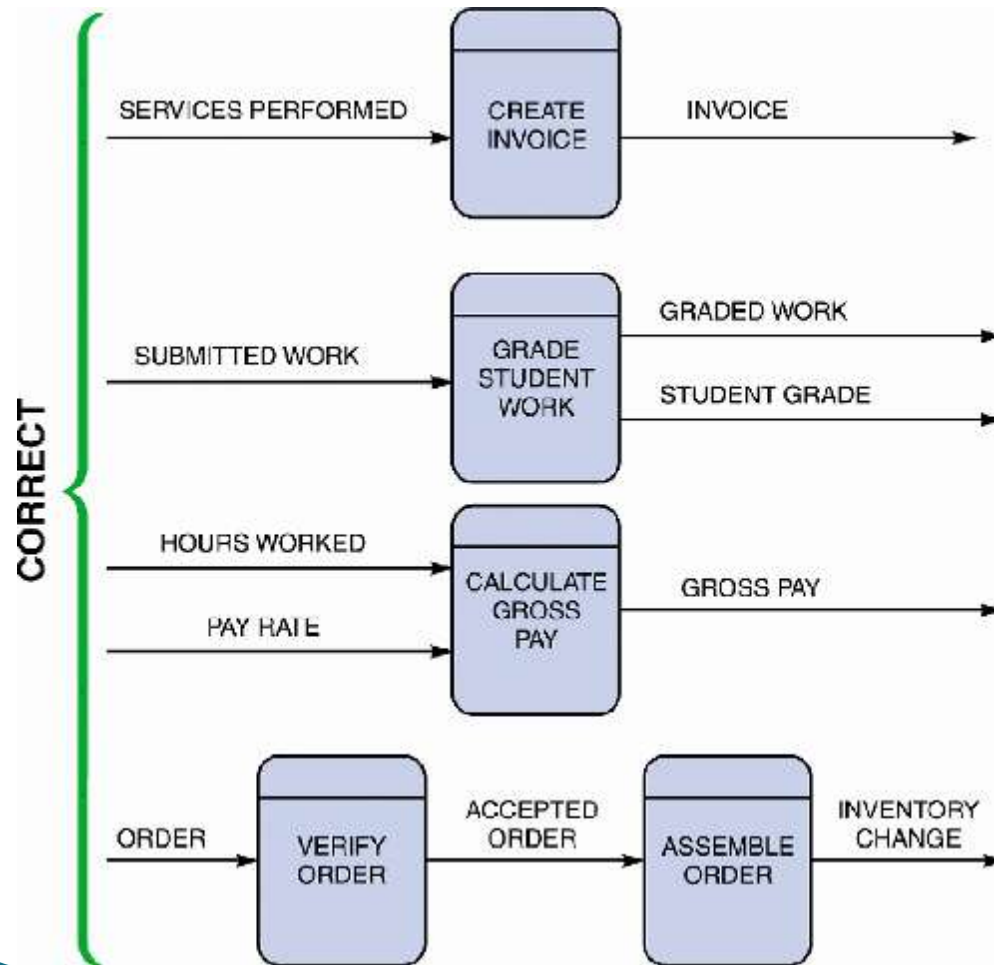 CORRECT
SERVICES PERFORMED
CREATE
INVOICE
INVOICE
SUBMITTED WORK
GRADE
STUDENT
WORK
GRADED WORK
STUDENT GRADE
HOURS WORKED
PAY RATE
CALCULATE
GROSS
PAY
GROSS PAY
ORDER
VERIFY
ORDER
ACCEPTED
ORDER
ASSEMBLE
ORDER
INVENTORY
CHANGE